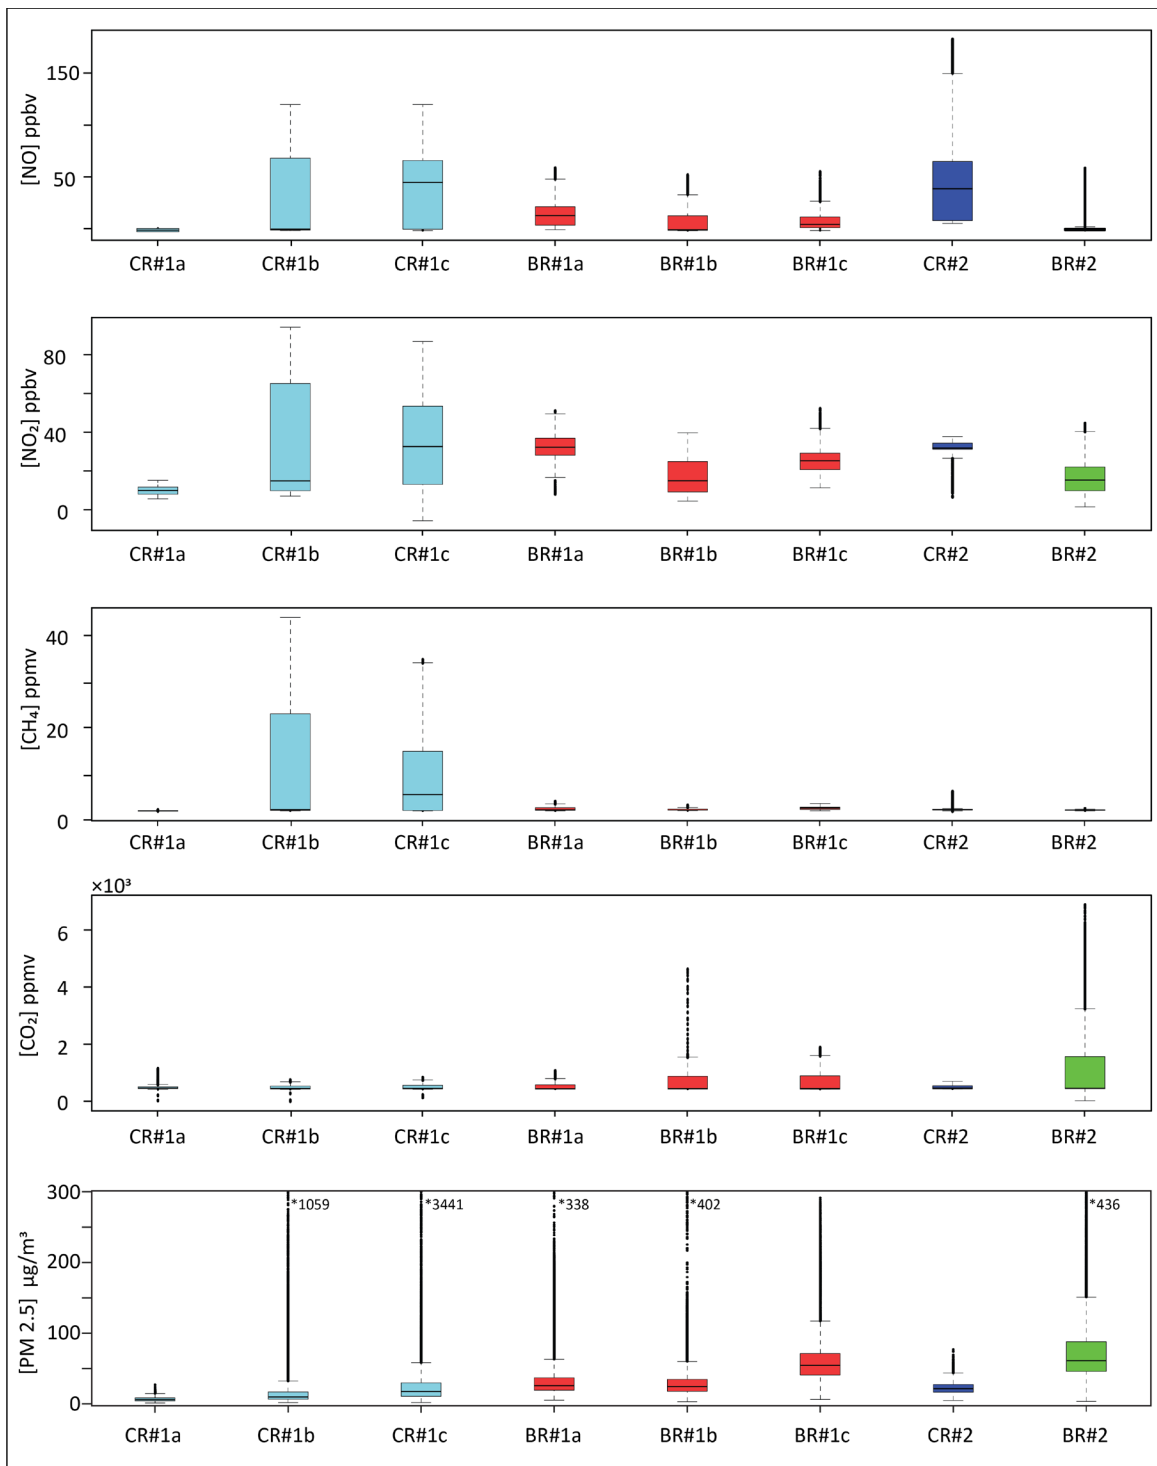 [NO] ppbv
150
50
CR#1a CR#1b CR#1c BR#1a BR#1b BR#1c CR#2 BR#2
[NO₂] ppbv
80
40
0
CR#1a CR#1b CR#1c BR#1a BR#1b BR#1c CR#2 BR#2
[CH₄] ppmv
40
20
0
CR#1a CR#1b CR#1c BR#1a BR#1b BR#1c CR#2 BR#2
×10³
[CO₂] ppmv
6
4
2
0
CR#1a CR#1b CR#1c BR#1a BR#1b BR#1c CR#2 BR#2
[PM 2.5] µg/m³
300
*1059 *3441 *338 *402 *436
200
100
0
CR#1a CR#1b CR#1c BR#1a BR#1b BR#1c CR#2 BR#2